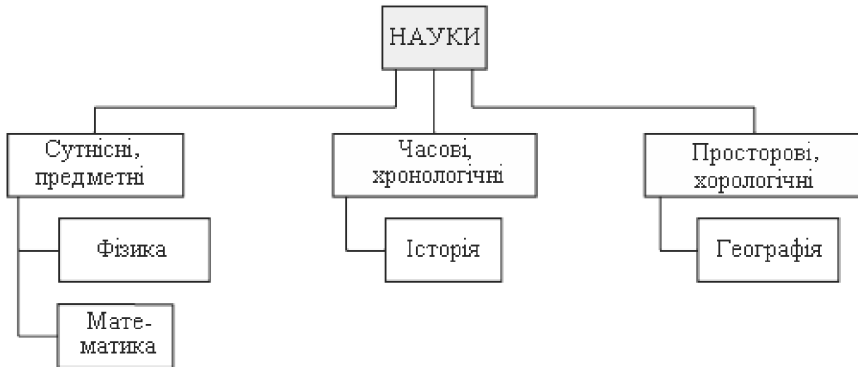 НАУКИ
Сутнісні,
предметні
Часові,
хронологічні
Просторові,
хорологічні
Фізика
Історія
Географія
Мате-
матика